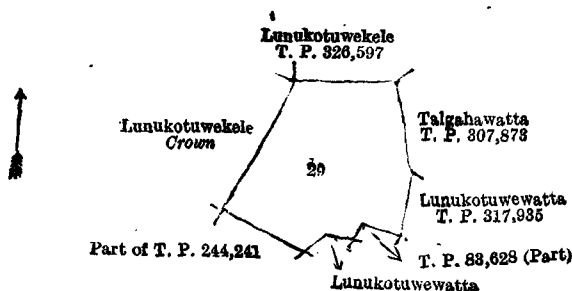 Lunukotuwekele
T. P. 326,597
Lunukotuwekele
Crown
Talgahawatta
T. P. 307,873
29
Lunukotuwewatta
T. P. 317,935
Part of T. P. 244,241
T. P. 83,628 (Part)
Lunukotuwewatta